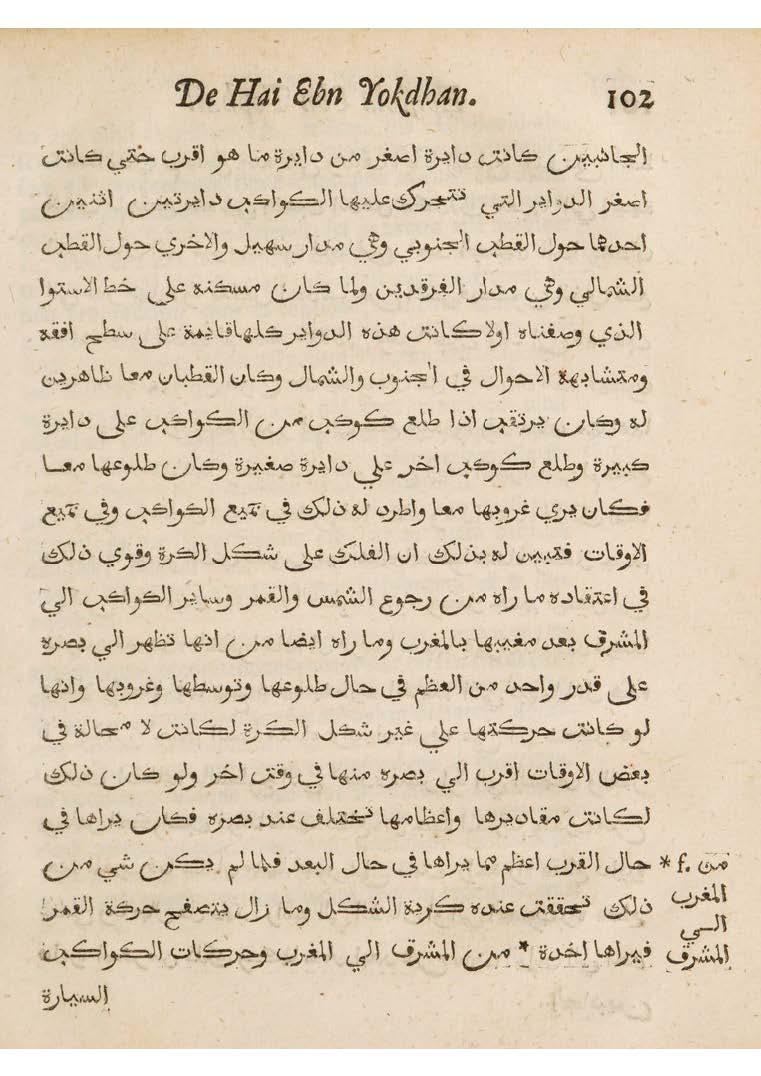 De Hai Ebn Yokdhan. 102
الجانبين كانت دايرة اصغر من دايرة ما هو اقرب حتي كانت
اصغر الدواير التي تتحرك عليها الكواكب دايرتين اثنين
احدها حول القطب الجنوبي وهي مدار سهيل والاخري حول القطب
الشمالي وهي مدار الفرقدين ولما كان مسكنه علي خط الاستوا
الذي وصفناه اولا كانت هذه الدواير كلها قايمة علي سطح افقه
ومتشابهة الاحوال في الجنوب والشمال وكان القطبان معا ظاهرين
له وكان يرتقب اذا طلع كوكب من الكواكب علي دايرة
كبيرة وطلع كوكب اخر علي دايرة صغيرة وكان طلوعها معا
فكان يري غروبها معا واطرد له ذلك في جميع الكواكب وفي جميع
الاوقات فتبين له بذلك ان الفلك علي شكل الكرة وقوي ذلك
في اعتقاده ما راه من رجوع الشمس والقمر وساير الكواكب الي
المشرق بعد مغيبها بالمغرب وما راه ايضا من انها تظهر الي بصره
علي قدر واحد من العظم في حال طلوعها وتوسطها وغروبها وانها
لو كانت حركتها علي غير شكل الكرة لكانت لا محالة في
بعض الاوقات اقرب الي بصره منها في وقت اخر ولو كان ذلك
لكانت مقاديرها واعظامها تختلف عند بصره فكان يراها في
حال القرب اعظم مما يراها في حال البعد فلما لم يكن شي من
ذلك تحققت عنده كرية الشكل وما زال يتصفح حركة القمر
فيراها اخذة * من المشرق الي المغرب وحركات الكواكب
السيارة
* f. من
المغرب
الي
المشرق